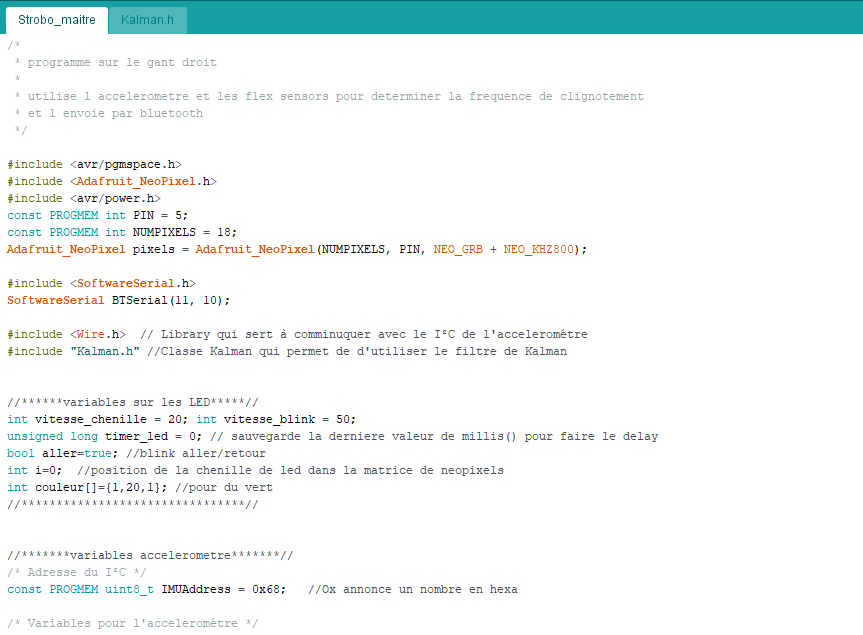 Strobo_maitre Kalman.h
/*
 * programme sur le gant droit
 *
 * utilise l accelerometre et les flex sensors pour determiner la frequence de clignotement
 * et l envoie par bluetooth
 */
#include <avr/pgmspace.h>
#include <Adafruit_NeoPixel.h>
#include <avr/power.h>
const PROGMEM int PIN = 5;
const PROGMEM int NUMPIXELS = 18;
Adafruit_NeoPixel pixels = Adafruit_NeoPixel(NUMPIXELS, PIN, NEO_GRB + NEO_KHZ800);
#include <SoftwareSerial.h>
SoftwareSerial BTSerial(11, 10);
#include <Wire.h>  // Library qui sert à comminuquer avec le I²C de l'accelerométre
#include "Kalman.h" //Classe Kalman qui permet de d'utiliser le filtre de Kalman
//******variables sur les LED*****//
int vitesse_chenille = 20; int vitesse_blink = 50;
unsigned long timer_led = 0; // sauvegarde la derniere valeur de millis() pour faire le delay
bool aller=true; //blink aller/retour
int i=0;  //position de la chenille de led dans la matrice de neopixels
int couleur[]={1,20,1}; //pour du vert
//********************************//
//*******variables accelerometre*******//
/* Adresse du I²C */
const PROGMEM uint8_t IMUAddress = 0x68;   //Ox annonce un nombre en hexa
/* Variables pour l'accelerométre */